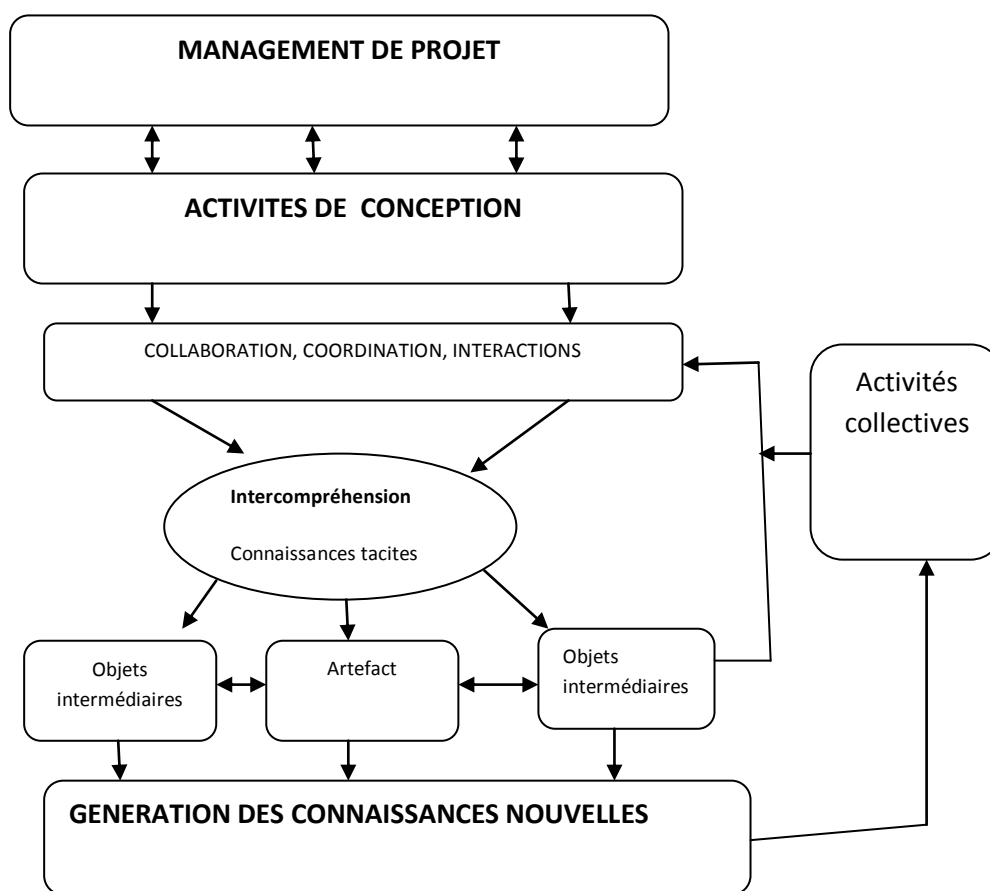 MANAGEMENT DE PROJET
ACTIVITES DE CONCEPTION
COLLABORATION, COORDINATION, INTERACTIONS
Activités
collectives
Intercompréhension
Connaissances tacites
Objets
intermédiaires
Artefact
Objets
intermédiaires
GENERATION DES CONNAISSANCES NOUVELLES